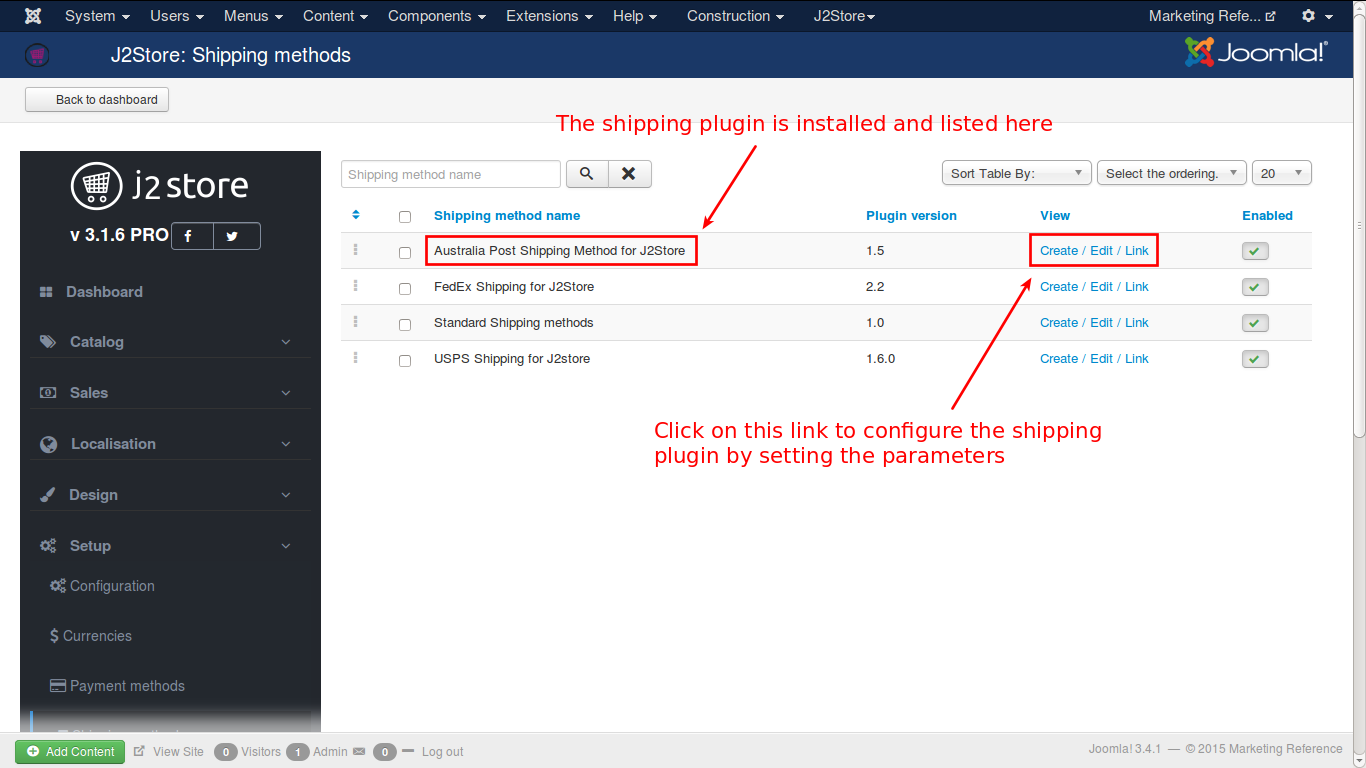 System Users Menus Content Components Extensions Help Construction J2Store Marketing Refe...
J2Store: Shipping methods Joomla!®
Back to dashboard
The shipping plugin is installed and listed here
j2store
v 3.1.6 PRO
Dashboard
Catalog
Sales
Localisation
Design
Setup
Configuration
$ Currencies
Payment methods
Shipping method name Sort Table By: Select the ordering. 20
Shipping method name Plugin version View Enabled
Australia Post Shipping Method for J2Store 1.5 Create / Edit / Link
FedEx Shipping for J2Store 2.2 Create / Edit / Link
Standard Shipping methods 1.0 Create / Edit / Link
USPS Shipping for J2store 1.6.0 Create / Edit / Link
Click on this link to configure the shipping
plugin by setting the parameters
Add Content View Site 0 Visitors 1 Admin 0 Log out Joomla! 3.4.1 — © 2015 Marketing Reference